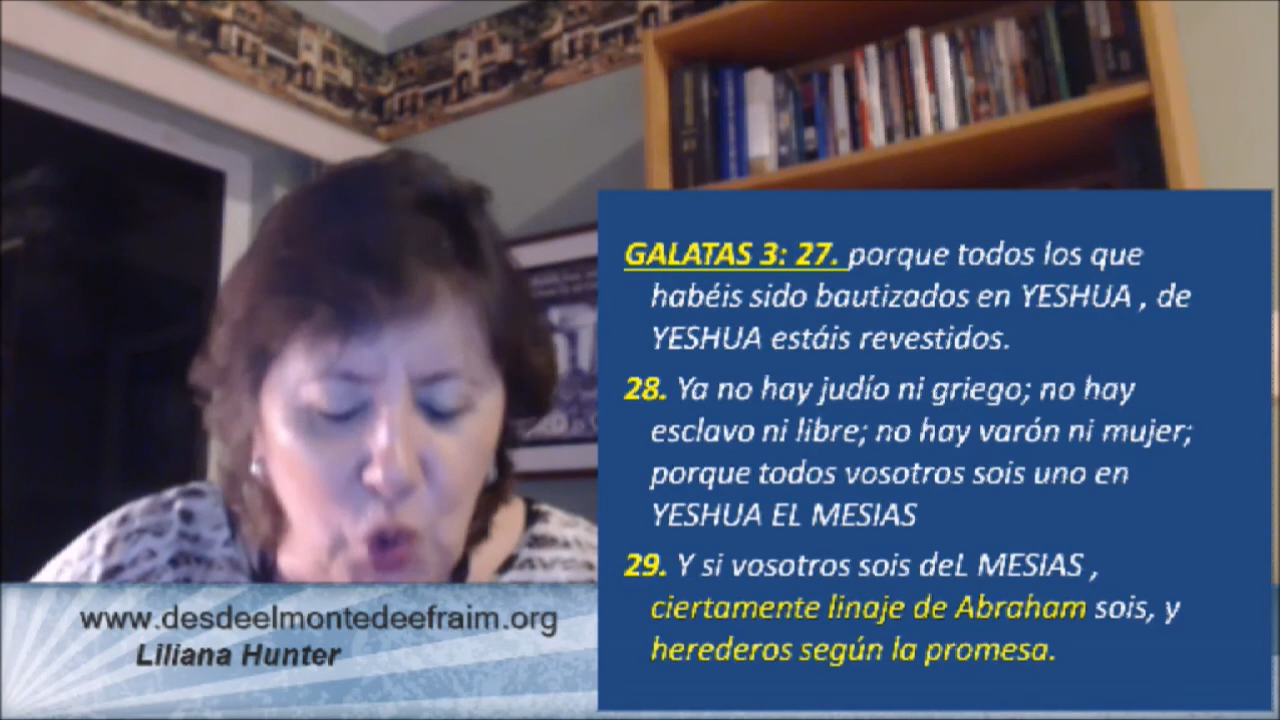 GALATAS 3: 27. porque todos los que
habéis sido bautizados en YESHUA , de
YESHUA estáis revestidos.
28. Ya no hay judío ni griego; no hay
esclavo ni libre; no hay varón ni mujer;
porque todos vosotros sois uno en
YESHUA EL MESIAS
29. Y si vosotros sois deL MESIAS ,
ciertamente linaje de Abraham sois, y
herederos según la promesa.
www.desdeelmontedeefraim.org
Liliana Hunter